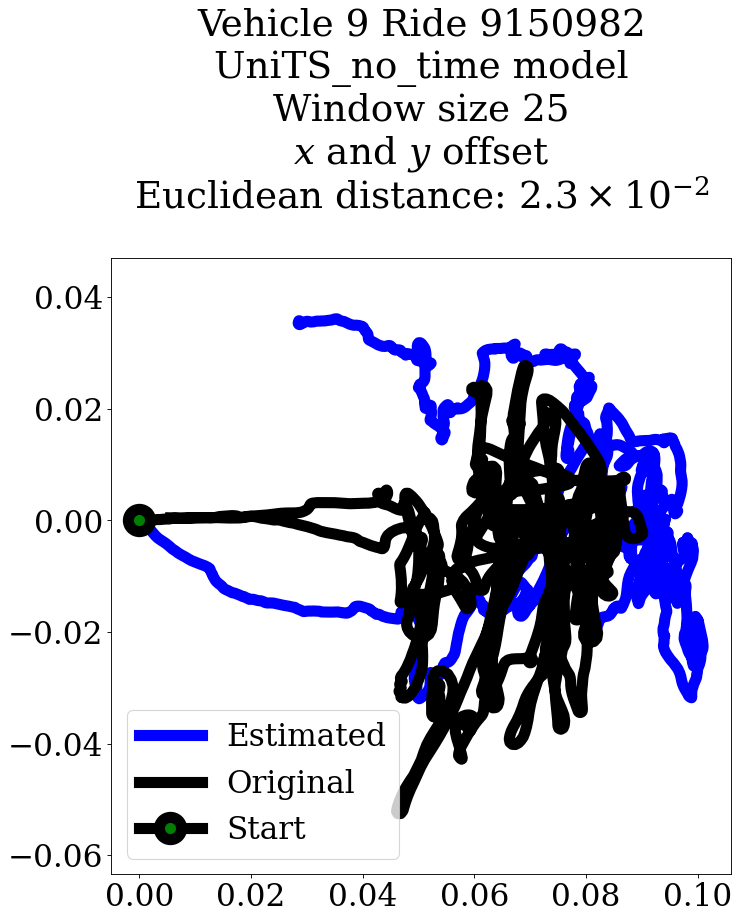 Vehicle 9 Ride 9150982
UniTS_no_time model
Window size 25
x and y offset
Euclidean distance: 2.3 × 10⁻²
0.04
0.02
0.00
−0.02
−0.04
−0.06
Estimated
Original
Start
0.00 0.02 0.04 0.06 0.08 0.10